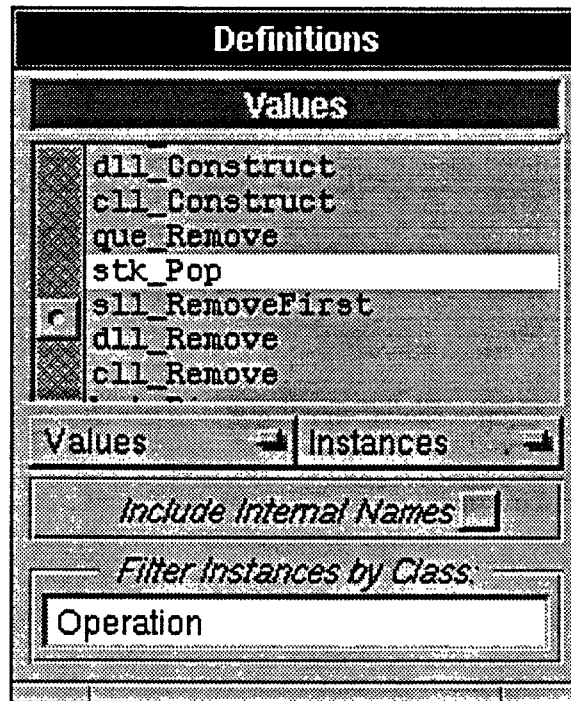 Definitions
Values
dll_Construct
cll_Construct
que_Remove
stk_Pop
sll_RemoveFirst
dll_Remove
cll_Remove
Values Instances
Include Internal Names
Filter Instances by Class:
Operation